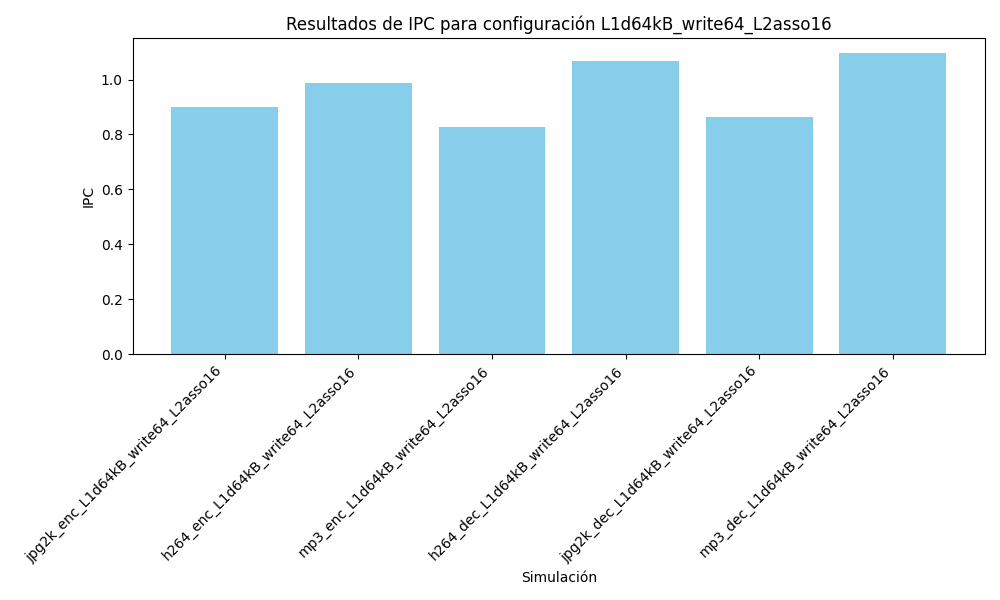 Resultados de IPC para configuración L1d64kB_write64_L2asso16
1.0
0.8
0.6
0.4
0.2
0.0
IPC
jpg2k_enc_L1d64kB_write64_L2asso16
h264_enc_L1d64kB_write64_L2asso16
mp3_enc_L1d64kB_write64_L2asso16
h264_dec_L1d64kB_write64_L2asso16
jpg2k_dec_L1d64kB_write64_L2asso16
mp3_dec_L1d64kB_write64_L2asso16
Simulación